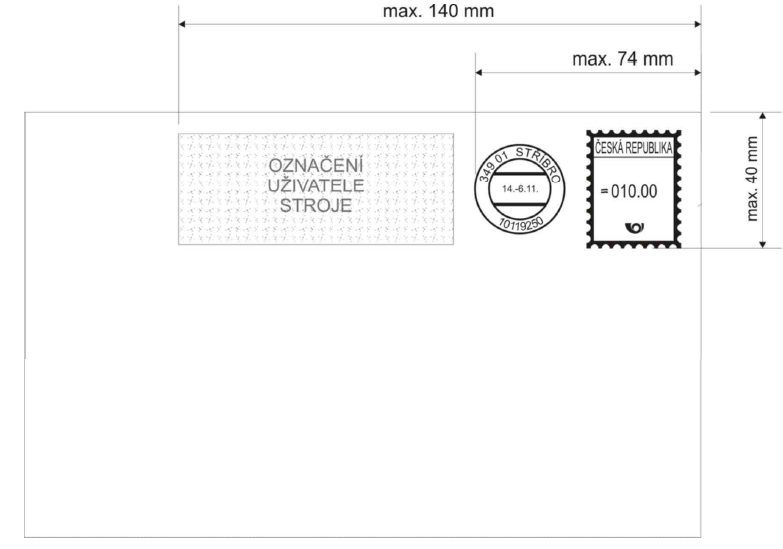 max. 140 mm
max. 74 mm
max. 40 mm
OZNAČENÍ
UŽIVATELE
STROJE
349 01 STŘÍBRO
14.-6.11.
10119250
ČESKÁ REPUBLIKA
=010.00